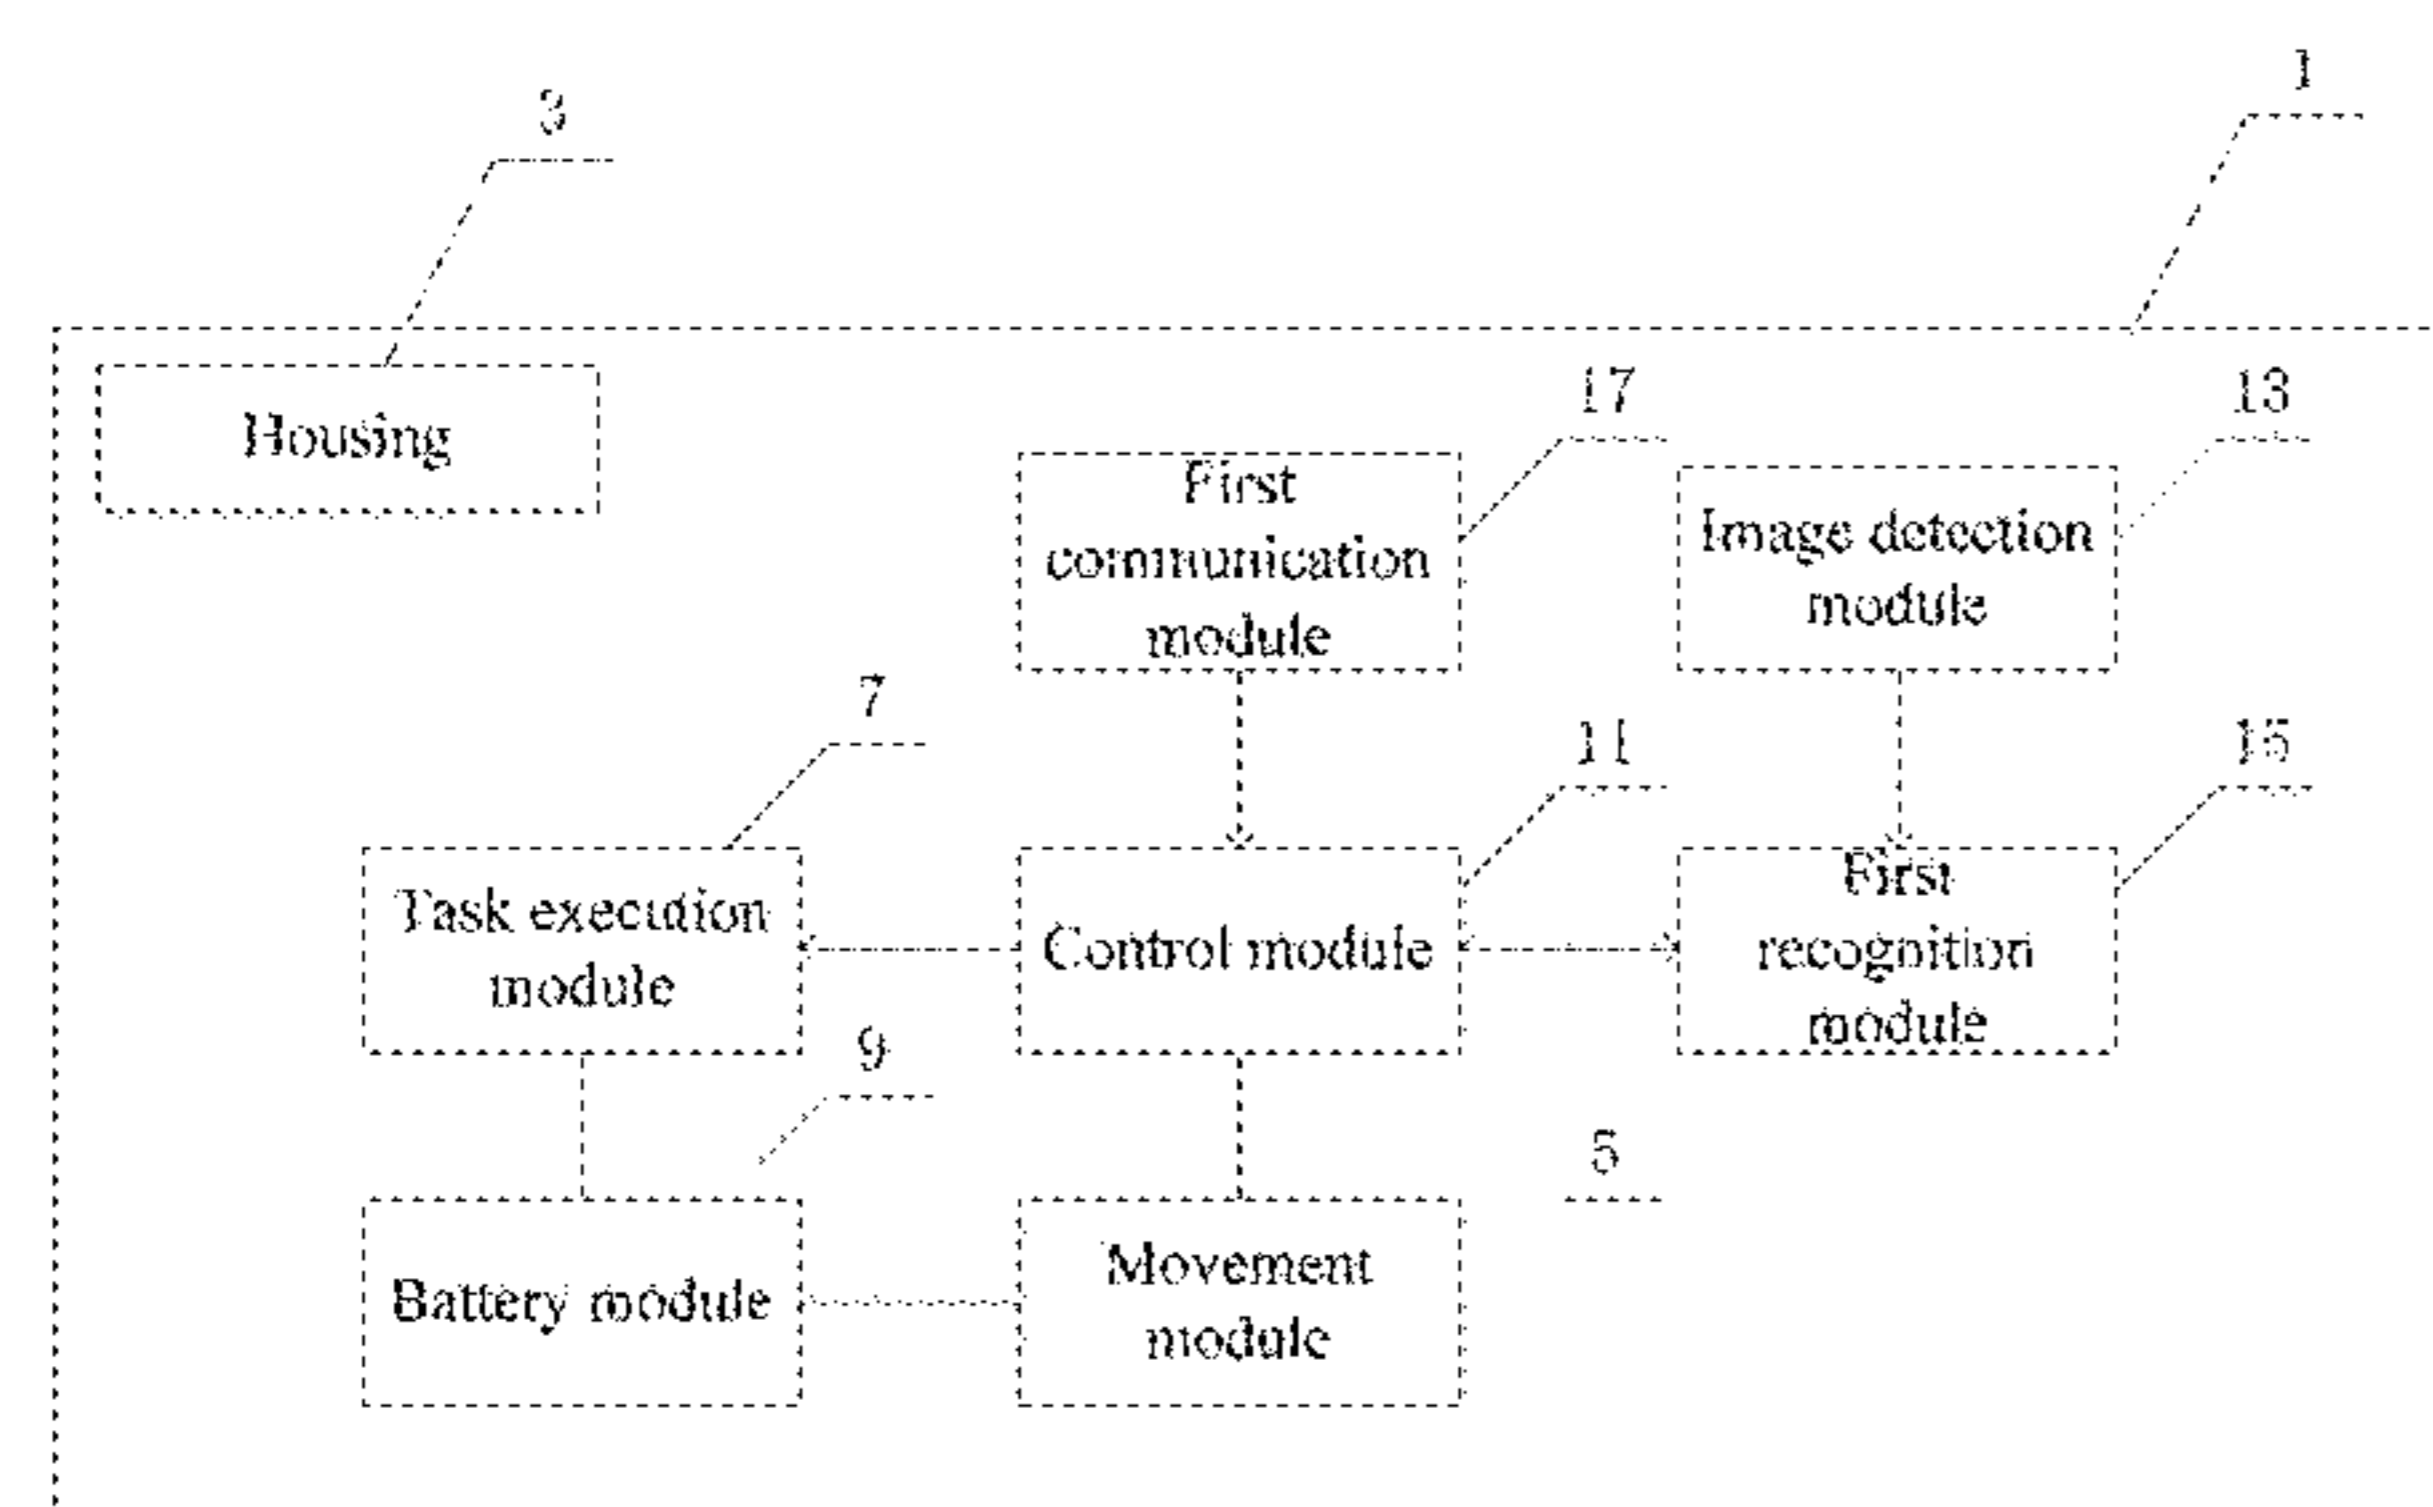 1
3
Housing
17
13
First
communication
module
Image detection
module
7
11
15
Task execution
module
Control module
First
recognition
module
9
5
Battery module
Movement
module